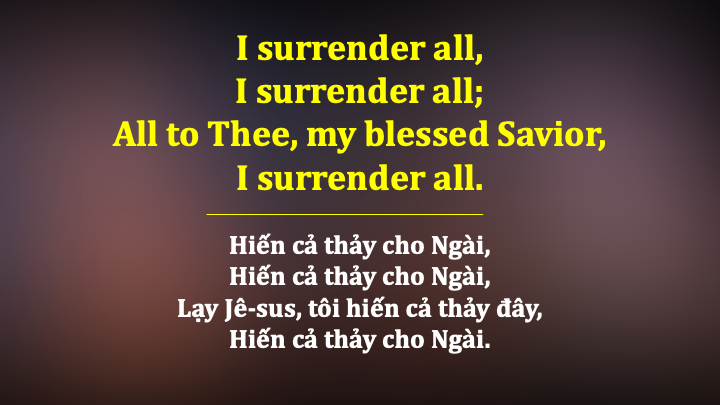 I surrender all,
I surrender all;
All to Thee, my blessed Savior,
I surrender all.
Hiến cả thảy cho Ngài,
Hiến cả thảy cho Ngài,
Lạy Jê-sus, tôi hiến cả thảy đây,
Hiến cả thảy cho Ngài.